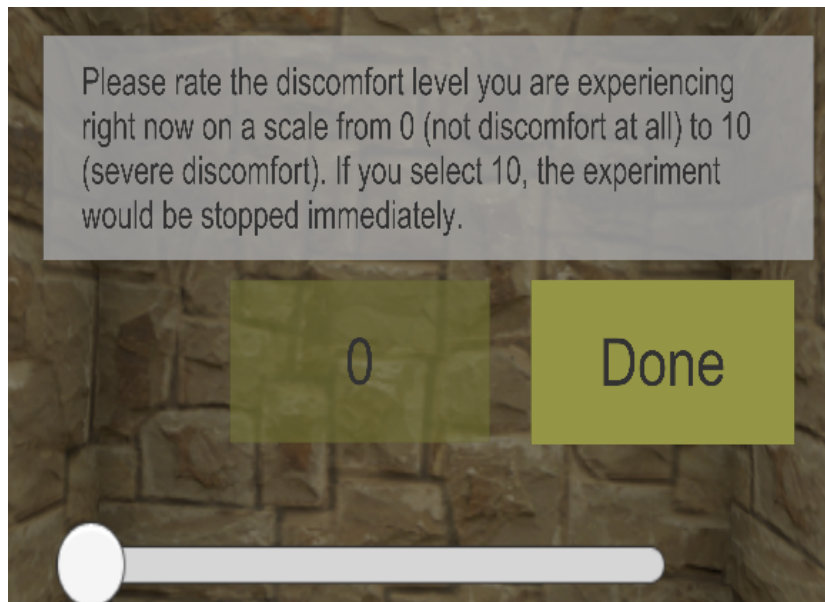 Please rate the discomfort level you are experiencing
right now on a scale from 0 (not discomfort at all) to 10
(severe discomfort). If you select 10, the experiment
would be stopped immediately.
0
Done